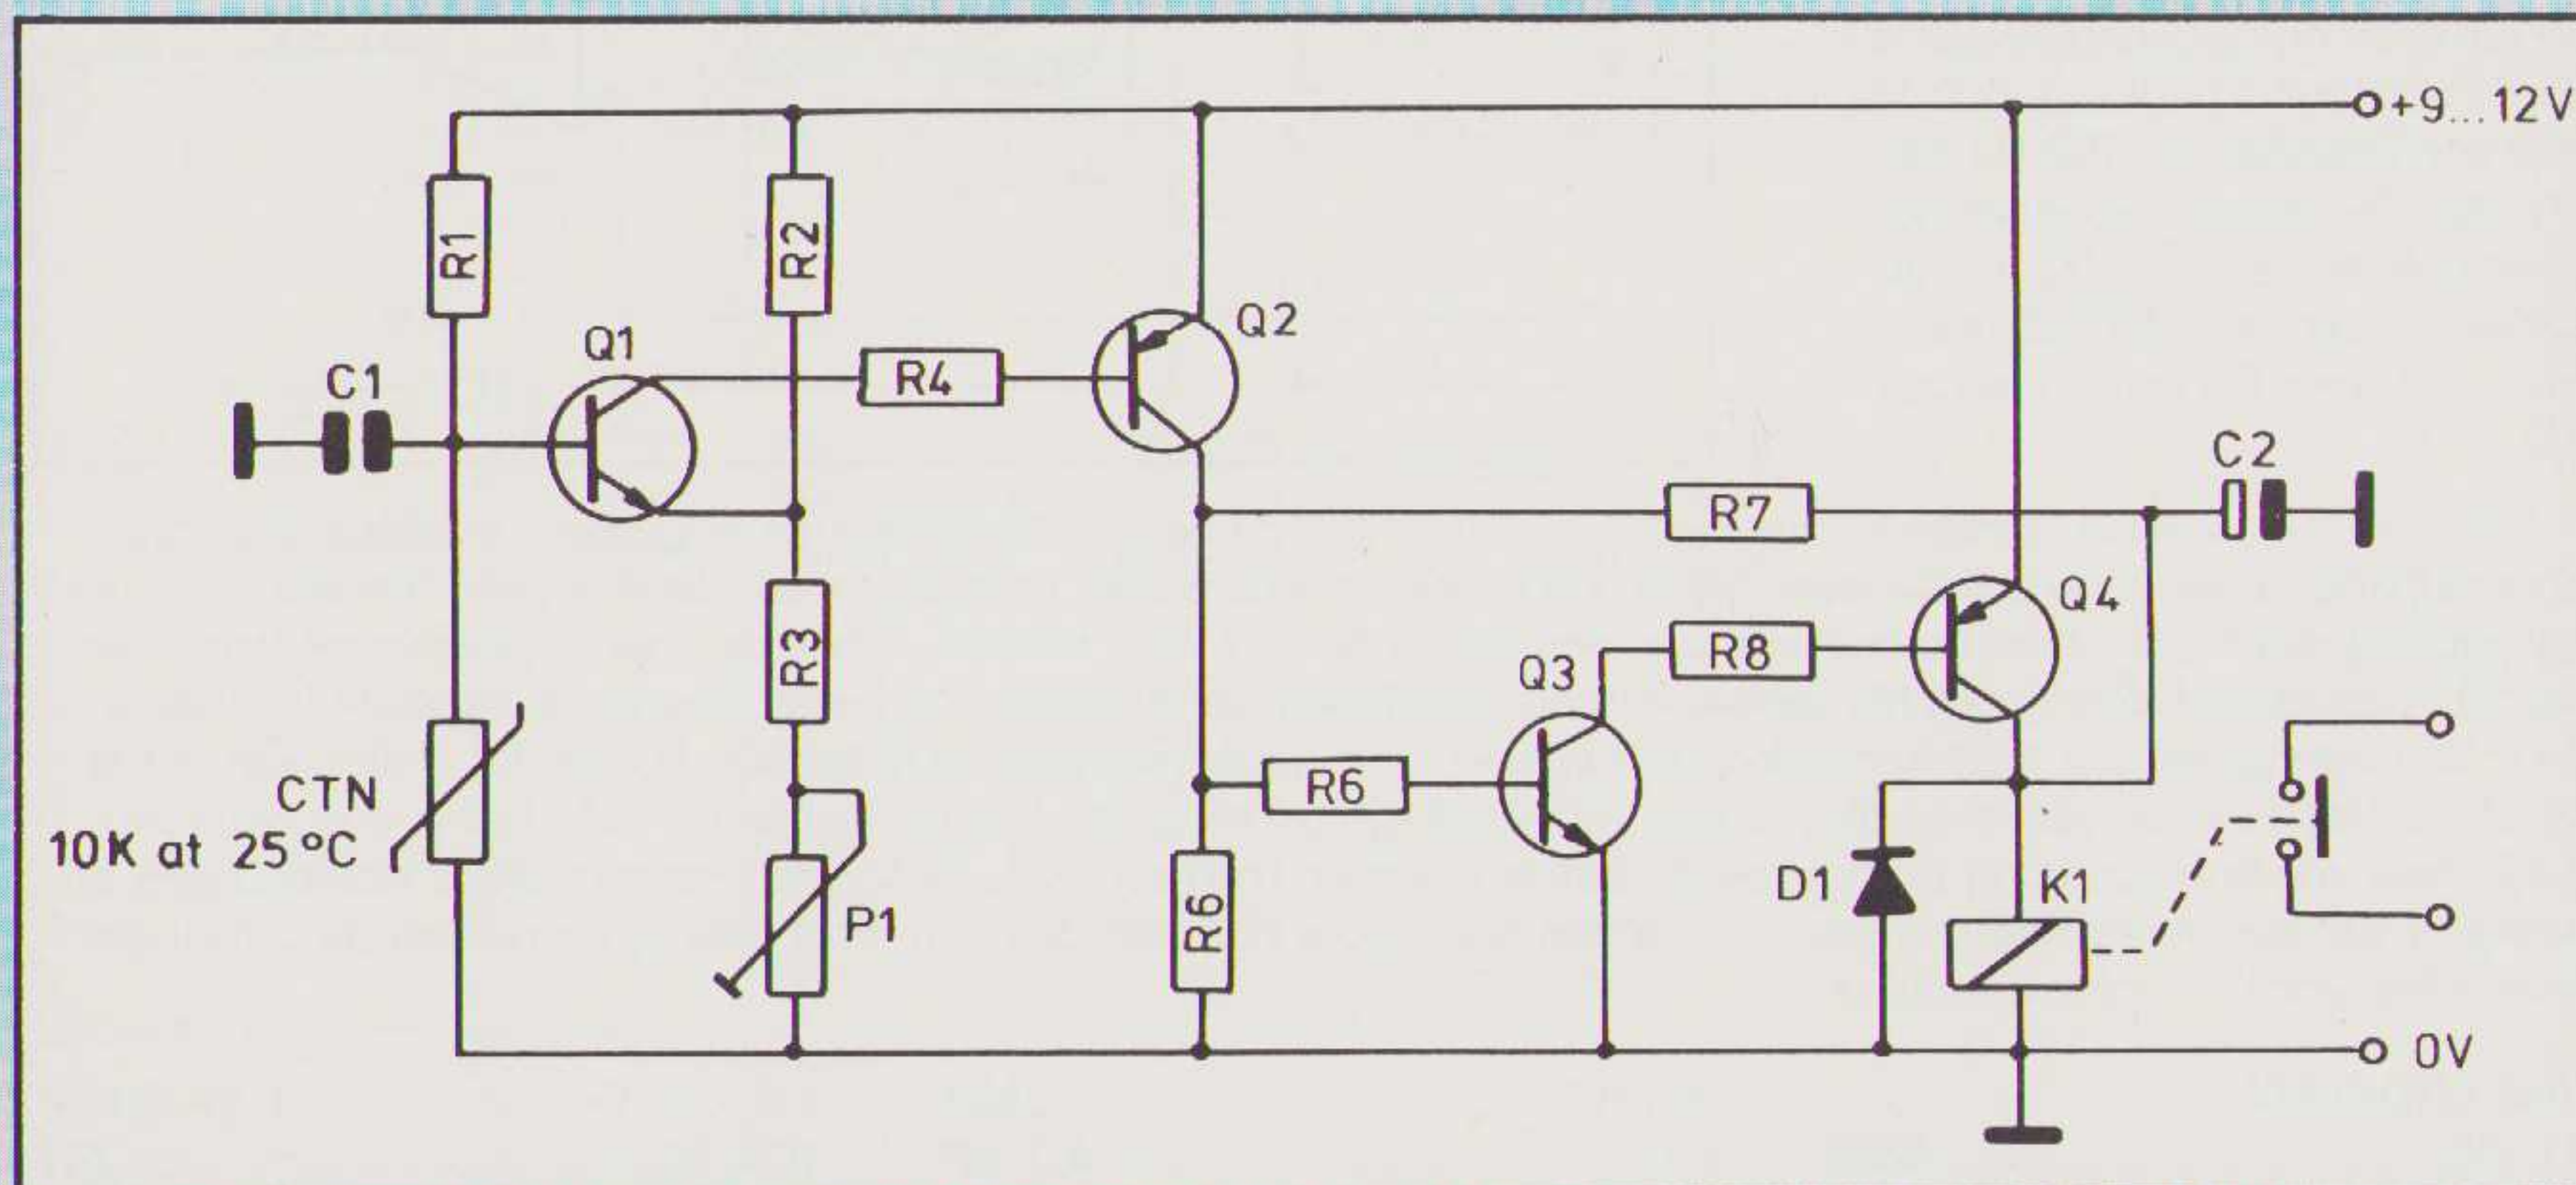 +9...12V
R1
R2
Q1
Q2
C1
R4
C2
R7
Q4
R3
Q3
R8
CTN
10K at 25°C
R6
D1
K1
P1
R6
0V